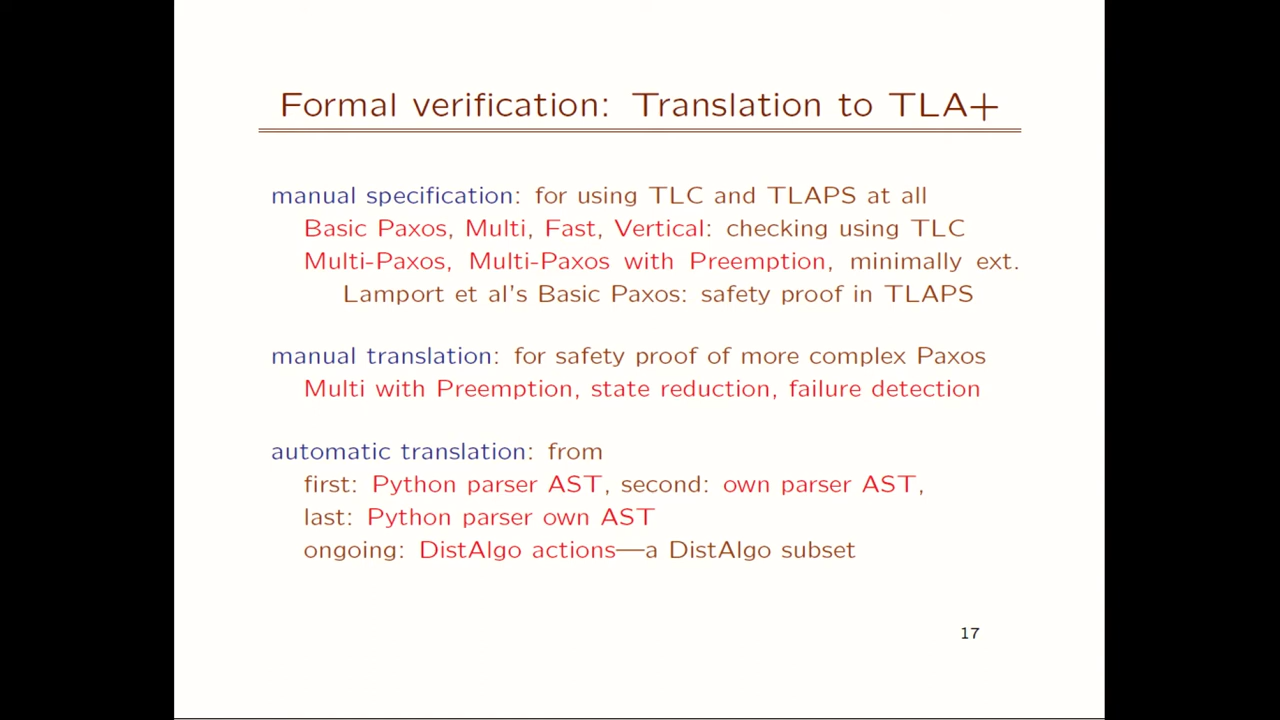 Formal verification: Translation to TLA+
manual specification: for using TLC and TLAPS at all
Basic Paxos, Multi, Fast, Vertical: checking using TLC
Multi-Paxos, Multi-Paxos with Preemption, minimally ext.
Lamport et al's Basic Paxos: safety proof in TLAPS
manual translation: for safety proof of more complex Paxos
Multi with Preemption, state reduction, failure detection
automatic translation: from
first: Python parser AST, second: own parser AST,
last: Python parser own AST
ongoing: DistAlgo actions—a DistAlgo subset
17